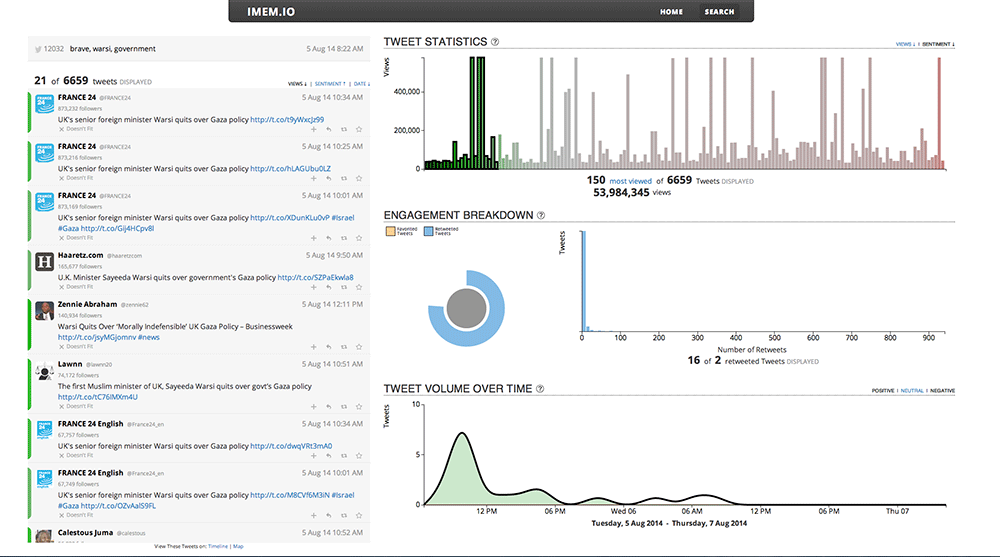 IMEM.IO
HOME SEARCH
12032 brave, warsi, government 5 Aug 14 8:22 AM
21 of 6659 tweets DISPLAYED VIEWS↓ | SENTIMENT↑ | DATE↓
FRANCE 24 @FRANCE24 5 Aug 14 10:34 AM
873,232 followers
UK's senior foreign minister Warsi quits over Gaza policy http://t.co/t9yWxcJz99
Doesn't Fit
FRANCE 24 @FRANCE24 5 Aug 14 10:25 AM
873,216 followers
UK's senior foreign minister Warsi quits over Gaza policy http://t.co/hLAGUbu0LZ
Doesn't Fit
FRANCE 24 @FRANCE24 5 Aug 14 10:01 AM
873,169 followers
UK's senior foreign minister Warsi quits over Gaza policy http://t.co/XDunKLu0vP #Israel
#Gaza http://t.co/Gij4HCpv8l
Doesn't Fit
Haaretz.com @haaretzcom 5 Aug 14 9:50 AM
165,677 followers
U.K. Minister Sayeeda Warsi quits over government's Gaza policy http://t.co/SZPaEkwla8
Doesn't Fit
Zennie Abraham @zennie62 5 Aug 14 12:11 PM
140,934 followers
Warsi Quits Over 'Morally Indefensible' UK Gaza Policy – Businessweek
http://t.co/jsyMGJomnv #news
Doesn't Fit
Lawnn @lawnn20 5 Aug 14 10:51 AM
74,172 followers
The first Muslim minister of UK, Sayeeda Warsi quits over govt's Gaza policy
http://t.co/tC76IMXm4U
Doesn't Fit
FRANCE 24 English @France24_en 5 Aug 14 10:34 AM
67,757 followers
UK's senior foreign minister Warsi quits over Gaza policy http://t.co/dwqVRt3mA0
Doesn't Fit
FRANCE 24 English @France24_en 5 Aug 14 10:01 AM
67,749 followers
UK's senior foreign minister Warsi quits over Gaza policy http://t.co/M8CVf6M3iN #Israel
#Gaza http://t.co/OZvAaIS9FL
Doesn't Fit
Calestous Juma @calestous 5 Aug 14 10:52 AM
View These Tweets on: Timeline | Map
TWEET STATISTICS ?
VIEWS↓ | SENTIMENT↓
Views
400,000
200,000
0
150 most viewed of 6659 Tweets DISPLAYED
53,984,345 views
ENGAGEMENT BREAKDOWN ?
Favorited Tweets
Retweeted Tweets
Tweets
0 100 200 300 400 500 600 700 800 900
Number of Retweets
16 of 2 retweeted Tweets DISPLAYED
TWEET VOLUME OVER TIME ?
POSITIVE | NEUTRAL | NEGATIVE
Tweets
10
5
0
12 PM 06 PM Wed 06 06 AM 12 PM 06 PM Thu 07
Tuesday, 5 Aug 2014 - Thursday, 7 Aug 2014